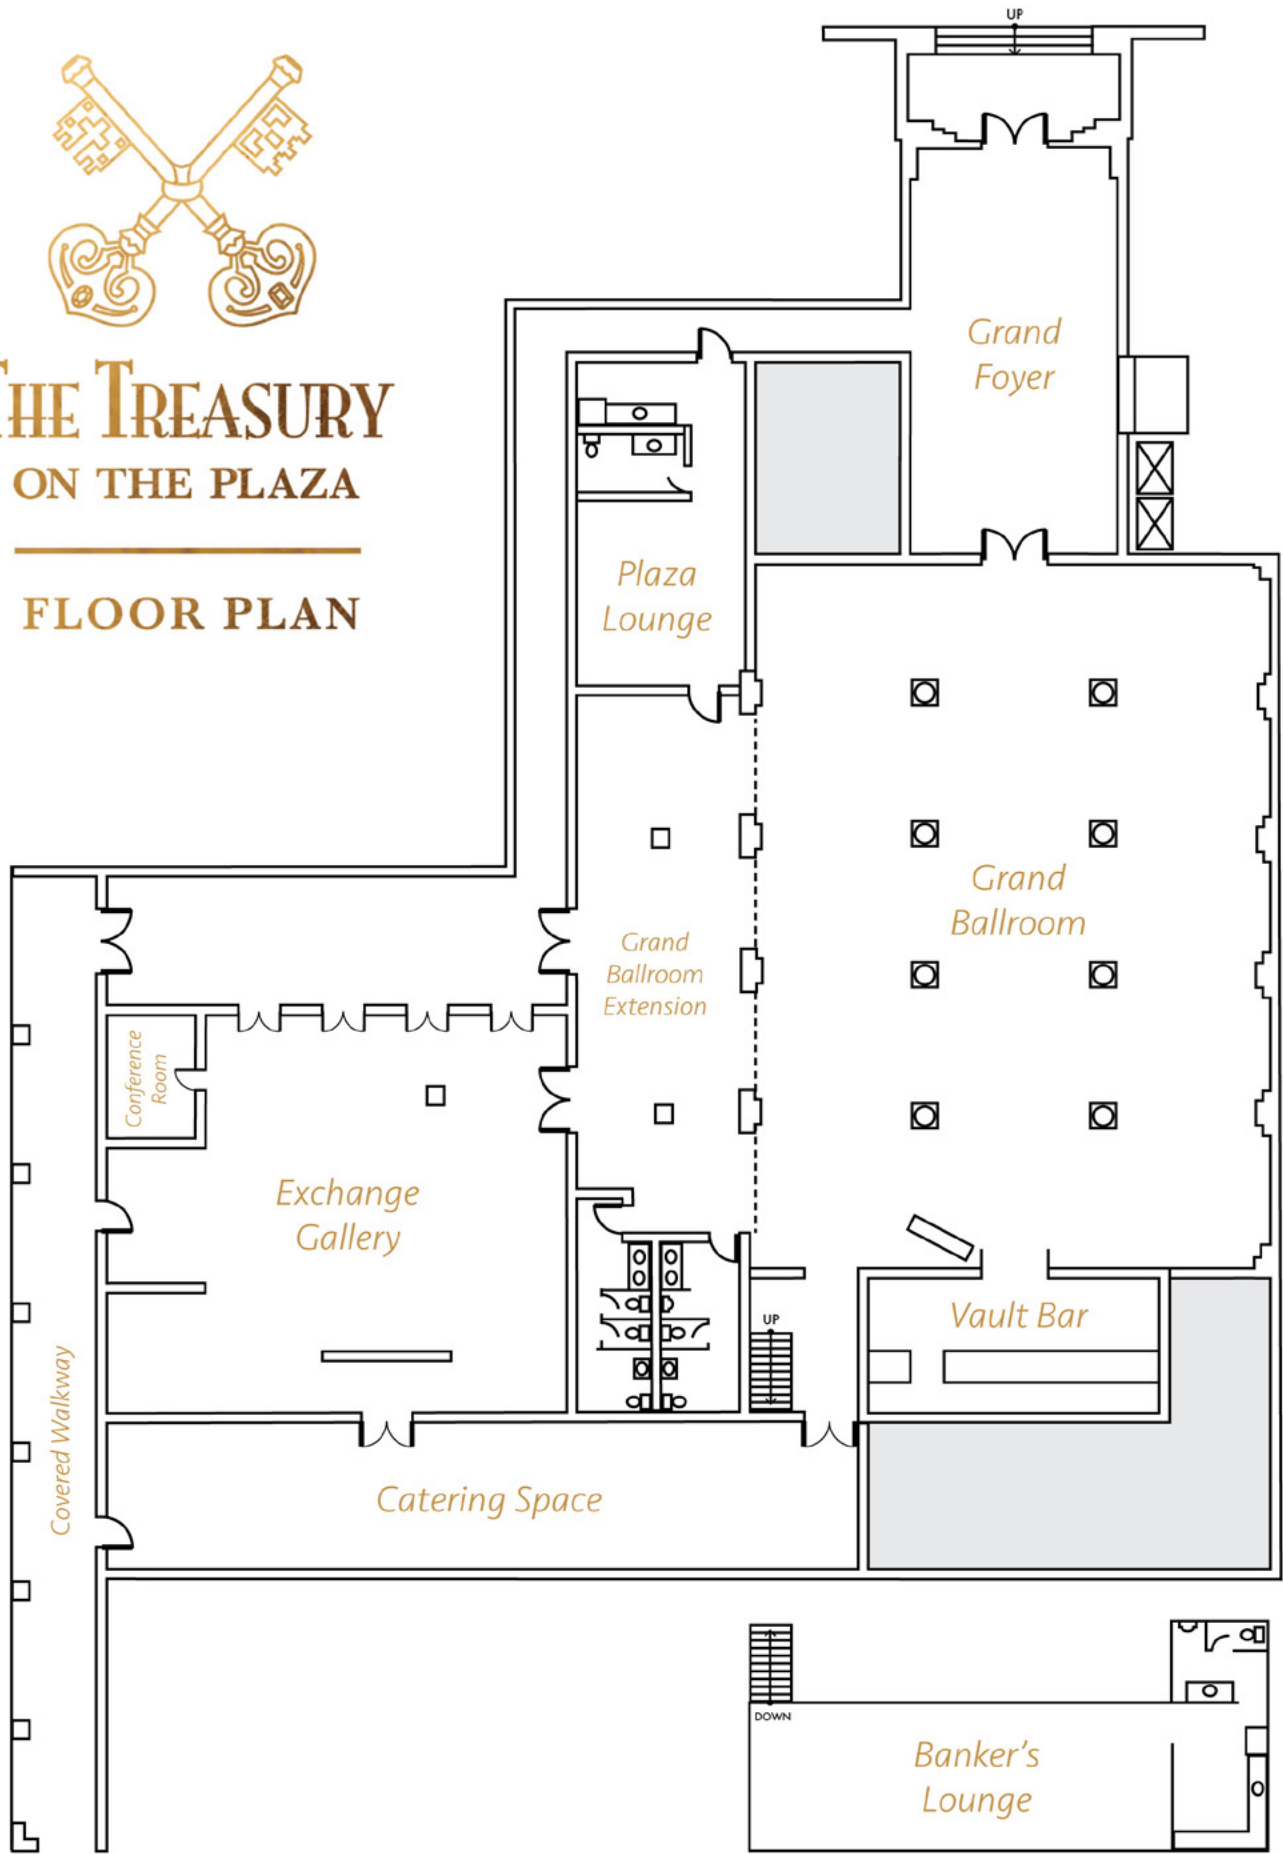 THE TREASURY
ON THE PLAZA
FLOOR PLAN
UP
Grand
Foyer
Plaza
Lounge
Grand
Ballroom
Grand
Ballroom
Extension
Conference
Room
Exchange
Gallery
Vault Bar
UP
Covered Walkway
Catering Space
DOWN
Banker's
Lounge